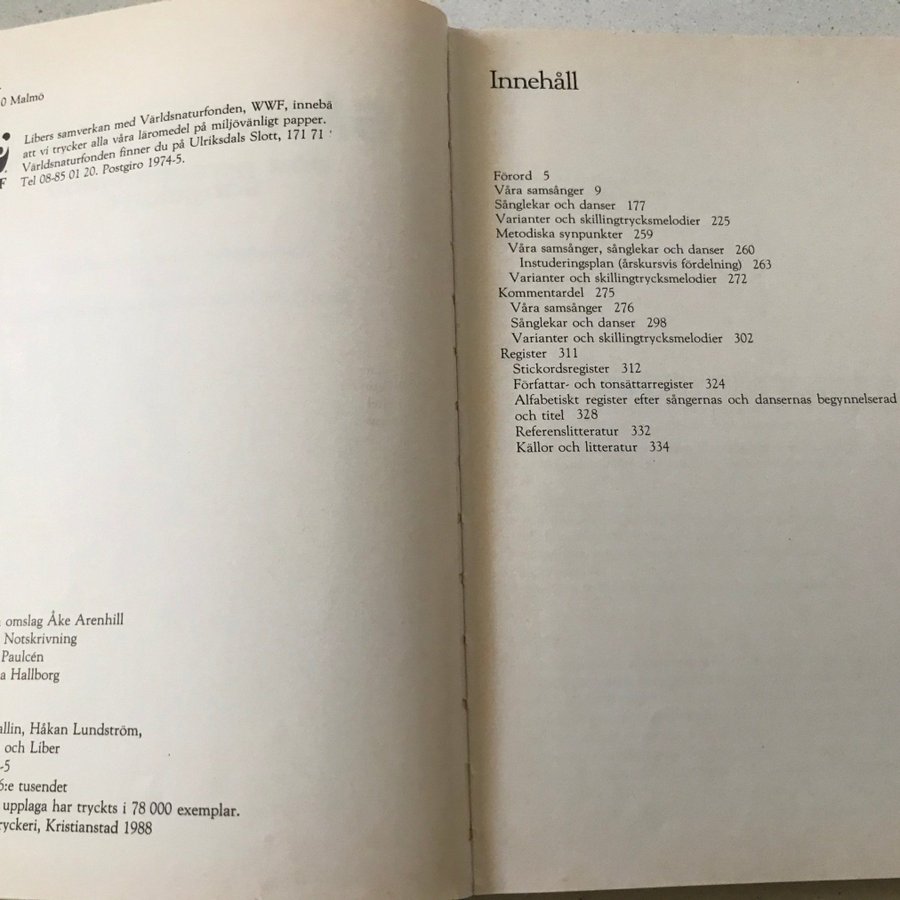 0 Malmö
Libers samverkan med Världsnaturfonden, WWF, innebä
att vi trycker alla våra läromedel på miljövänligt papper.
Världsnaturfonden finner du på Ulriksdals Slott, 171 71
Tel 08-85 01 20. Postgiro 1974-5.
F
omslag Åke Arenhill
Notskrivning
Paulcén
a Hallborg
allin, Håkan Lundström,
och Liber
-5
6:e tusendet
upplaga har tryckts i 78 000 exemplar.
ryckeri, Kristianstad 1988
Innehåll
Förord 5
Våra samsånger 9
Sånglekar och danser 177
Varianter och skillingtrycksmelodier 225
Metodiska synpunkter 259
Våra samsånger, sånglekar och danser 260
Instuderingsplan (årskursvis fördelning) 263
Varianter och skillingtrycksmelodier 272
Kommentardel 275
Våra samsånger 276
Sånglekar och danser 298
Varianter och skillingtrycksmelodier 302
Register 311
Stickordsregister 312
Författar- och tonsättarregister 324
Alfabetiskt register efter sångernas och dansernas begynnelserad
och titel 328
Referenslitteratur 332
Källor och litteratur 334